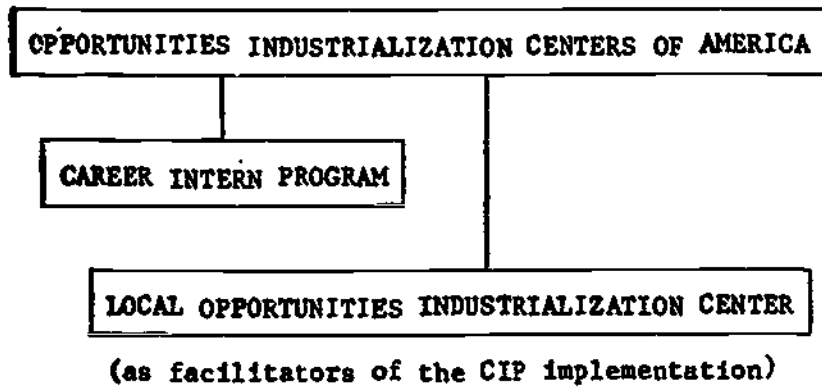 OPPORTUNITIES INDUSTRIALIZATION CENTERS OF AMERICA
CAREER INTERN PROGRAM
LOCAL OPPORTUNITIES INDUSTRIALIZATION CENTER
(as facilitators of the CIP implementation)